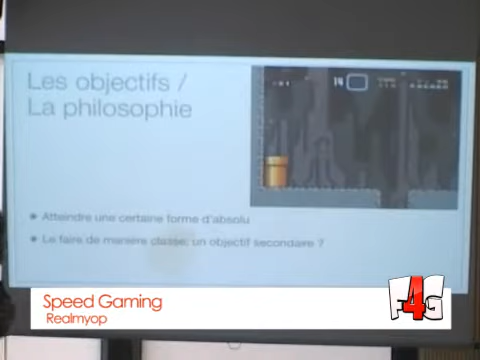 Les objectifs /
La philosophie
14
Atteindre une certaine forme d'absolu
Le faire de manière classe, un objectif secondaire ?
Speed Gaming
Realmyop
F4G